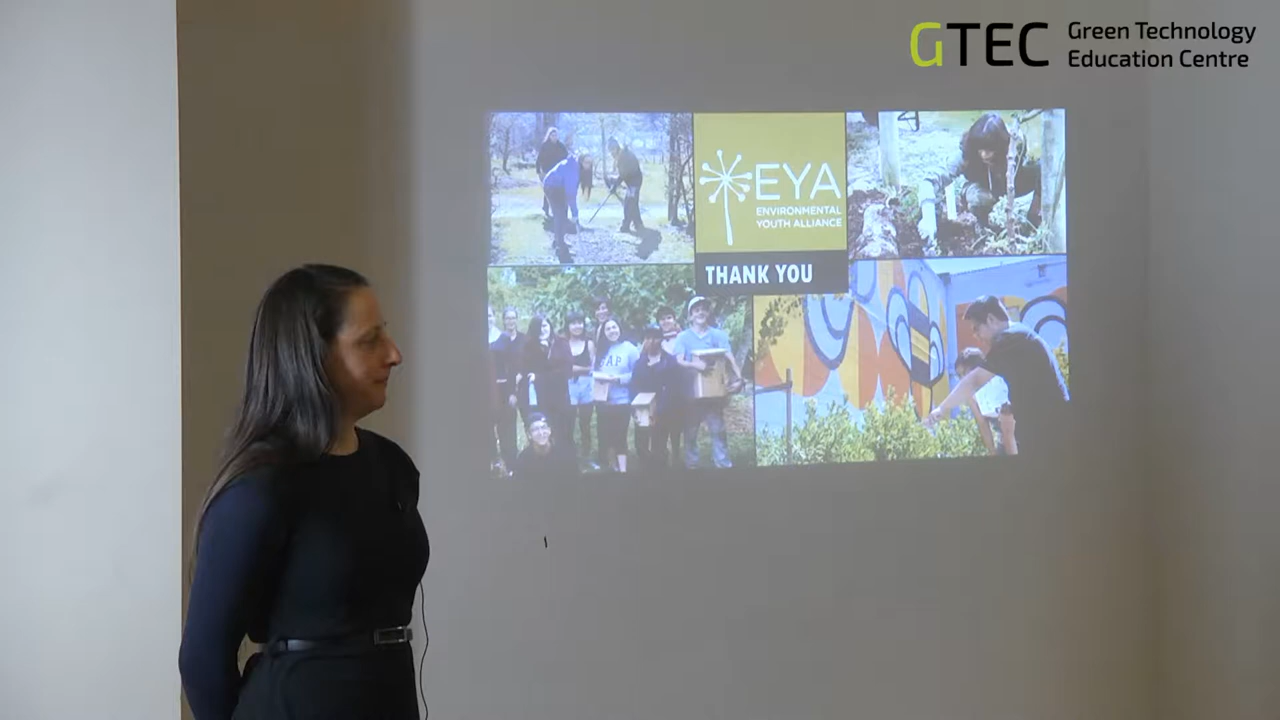 GTEC
Green Technology
Education Centre
EYA
ENVIRONMENTAL
YOUTH ALLIANCE
THANK YOU
GAP